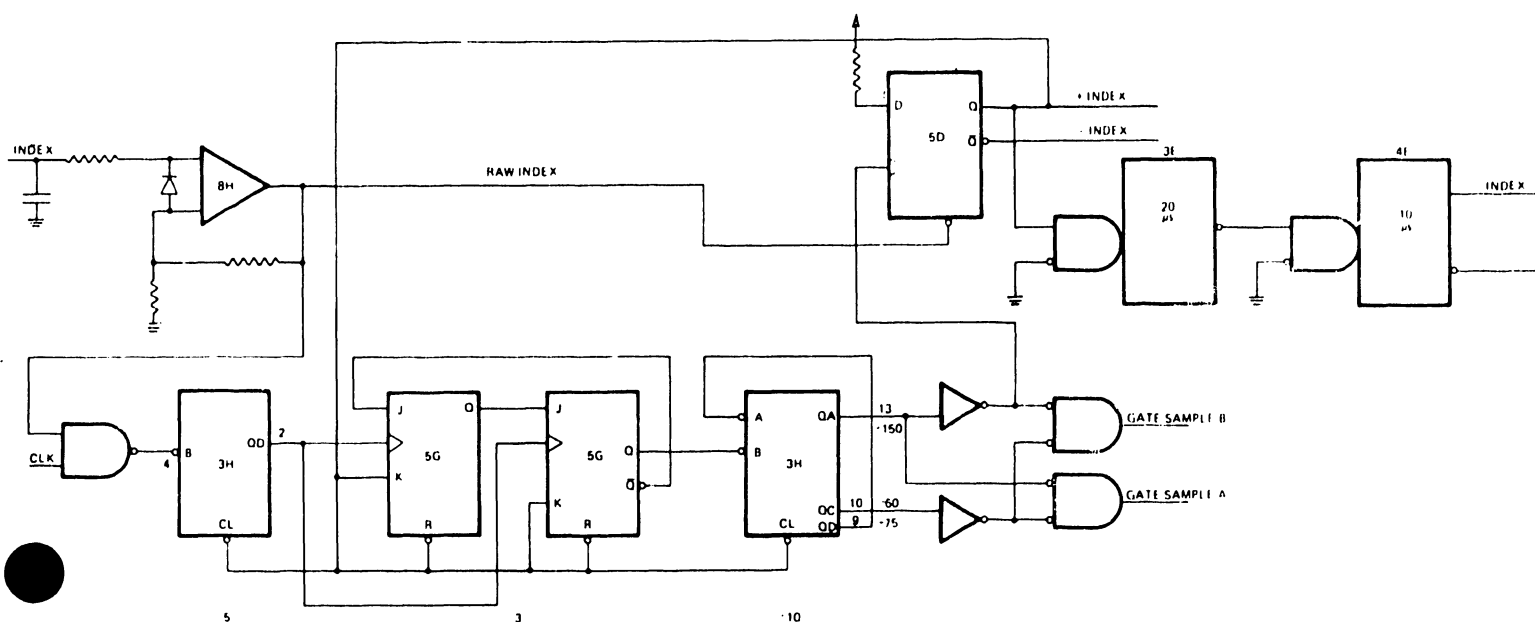 D
Q
+ INDEX
5D
- INDEX
Q̅
3E
INDEX
8H
RAW INDEX
20
µs
10
µs
INDEX
J
Q
J
A
QA
13
-150
GATE SAMPLE B
QD
2
CLK
4
B
3H
5G
Q
5G
B
3H
K
Q̅
GATE SAMPLE A
K
QC
10
-60
CL
R
R
CL
QD
9
-75
5
3
-10